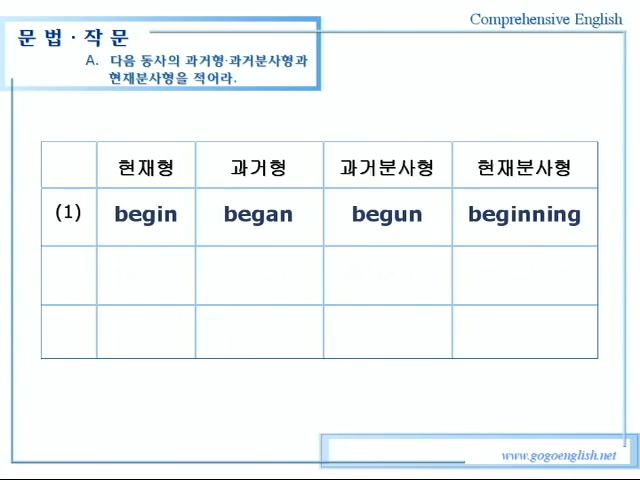 Comprehensive English
문 법 · 작 문
A. 다음 동사의 과거형·과거분사형과
현재분사형을 적어라.
현재형 과거형 과거분사형 현재분사형
(1) begin began begun beginning
www.gogoenglish.net